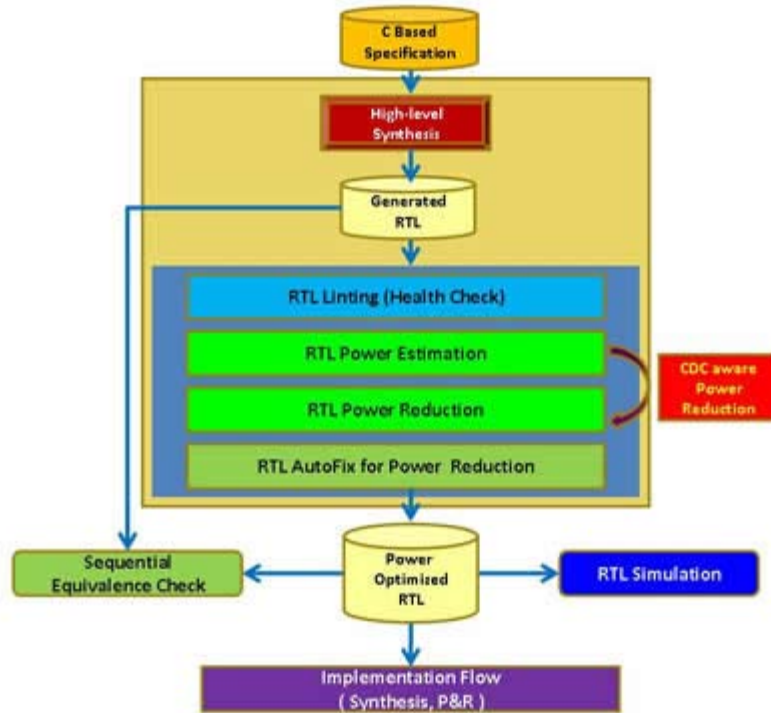 C Based
Specification
High-level
Synthesis
Generated
RTL
RTL Linting (Health Check)
RTL Power Estimation
CDC aware
Power
Reduction
RTL Power Reduction
RTL AutoFix for Power Reduction
Sequential
Equivalence Check
Power
Optimised
RTL
RTL Simulation
Implementation Flow
( Synthesis, P&R )